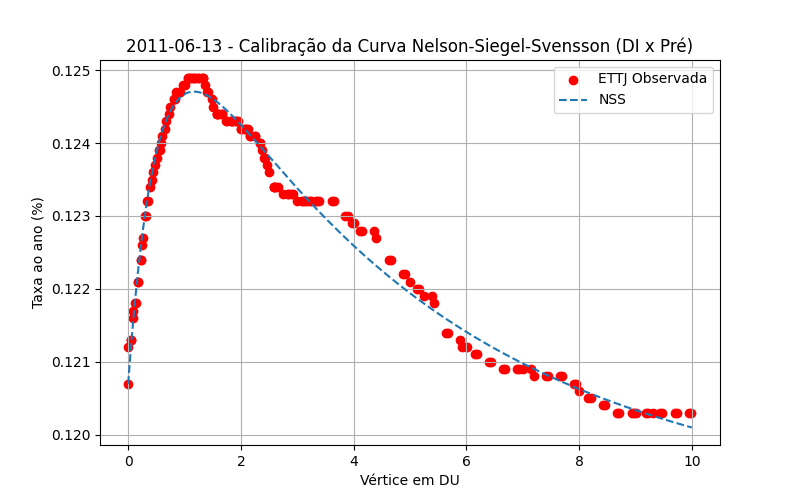 2011-06-13 - Calibração da Curva Nelson-Siegel-Svensson (DI x Pré)
ETTJ Observada
NSS
Taxa ao ano (%)
0.125
0.124
0.123
0.122
0.121
0.120
0 2 4 6 8 10
Vértice em DU